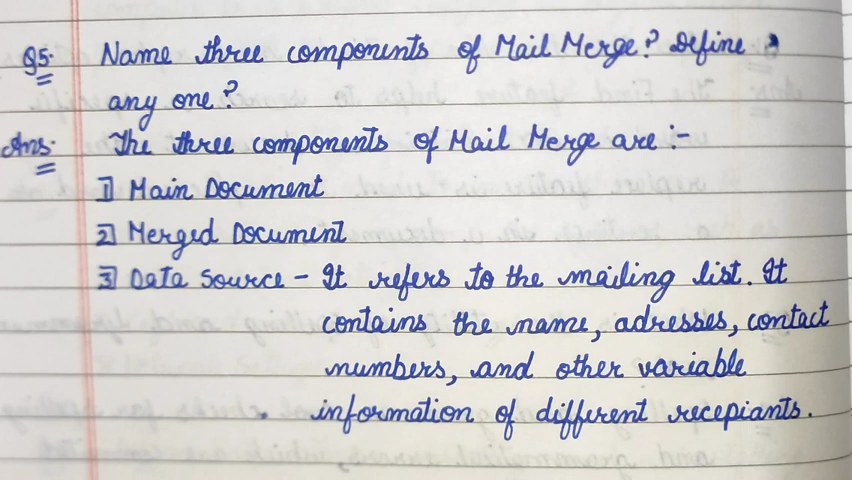 Q5. Name three components of Mail Merge? Define
any one?
Ans. The three components of Mail Merge are :-
1] Main Document
2] Merged Document
3] Data Source - It refers to the mailing list. It
contains the name, adresses, contact
numbers, and other variable
information of different recepiants.